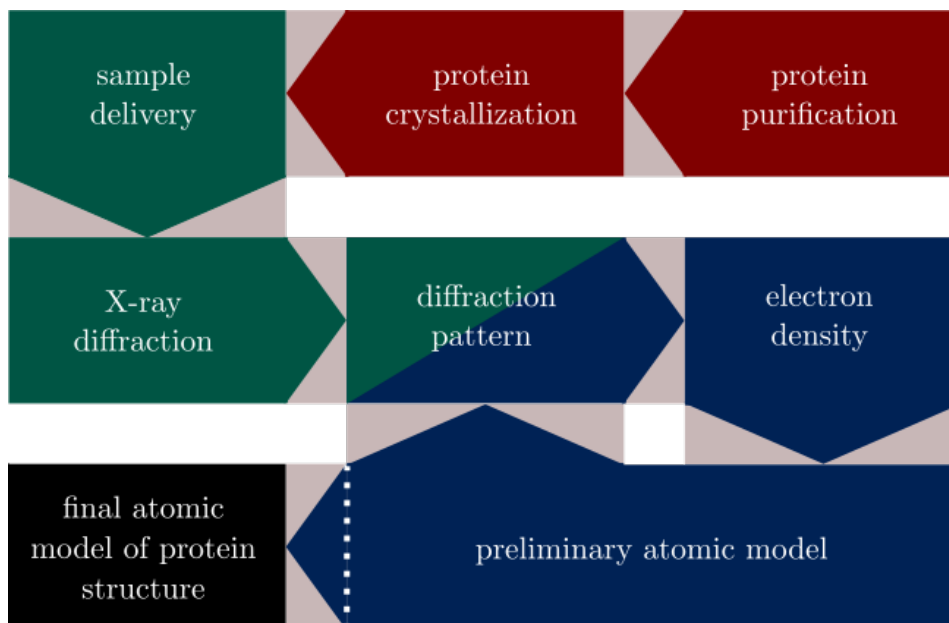 sample
delivery
protein
crystallization
protein
purification
X-ray
diffraction
diffraction
pattern
electron
density
final atomic
model of protein
structure
preliminary atomic model